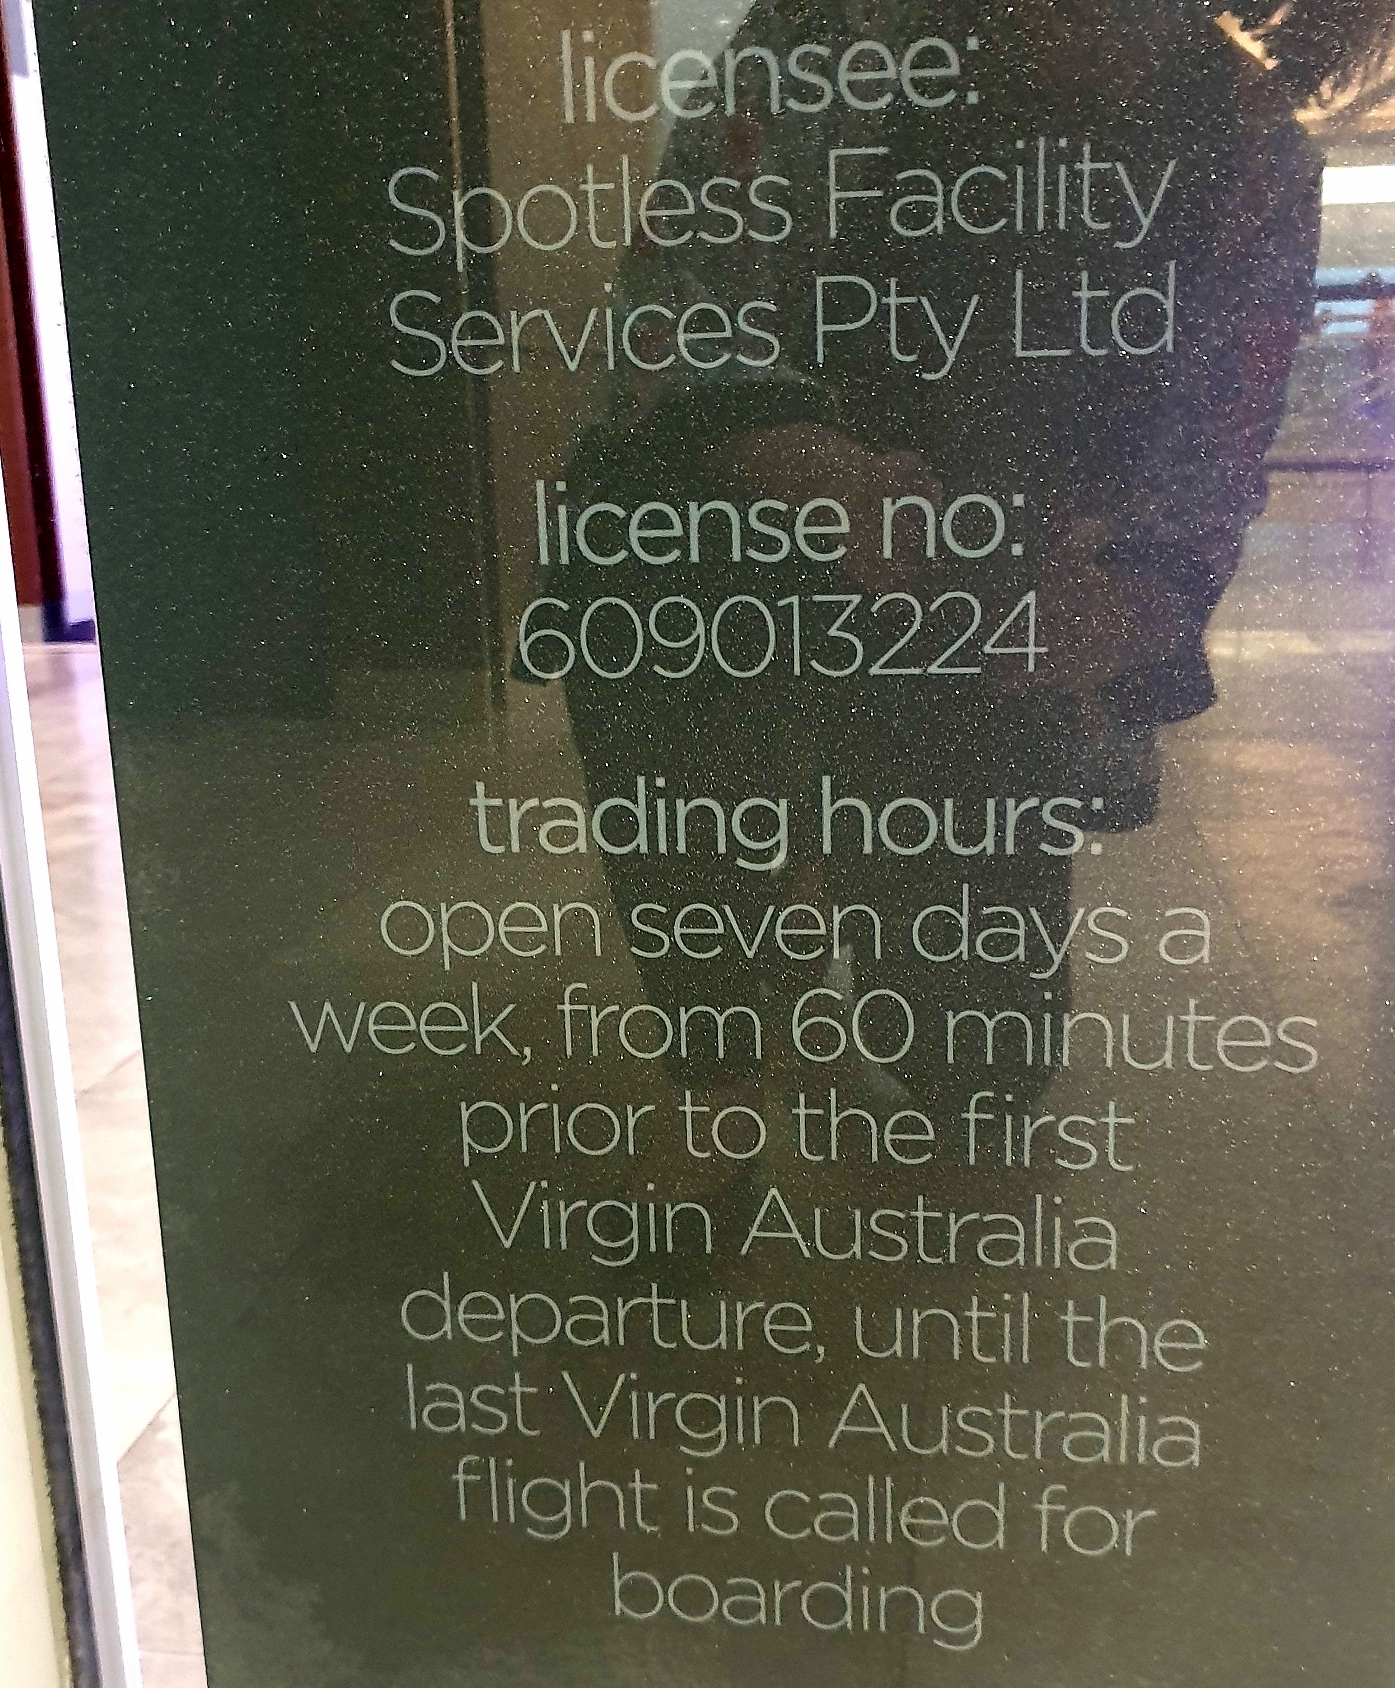 licensee:
Spotless Facility
Services Pty Ltd
license no:
609013224
trading hours:
open seven days a
week, from 60 minutes
prior to the first
Virgin Australia
departure, until the
last Virgin Australia
flight is called for
boarding